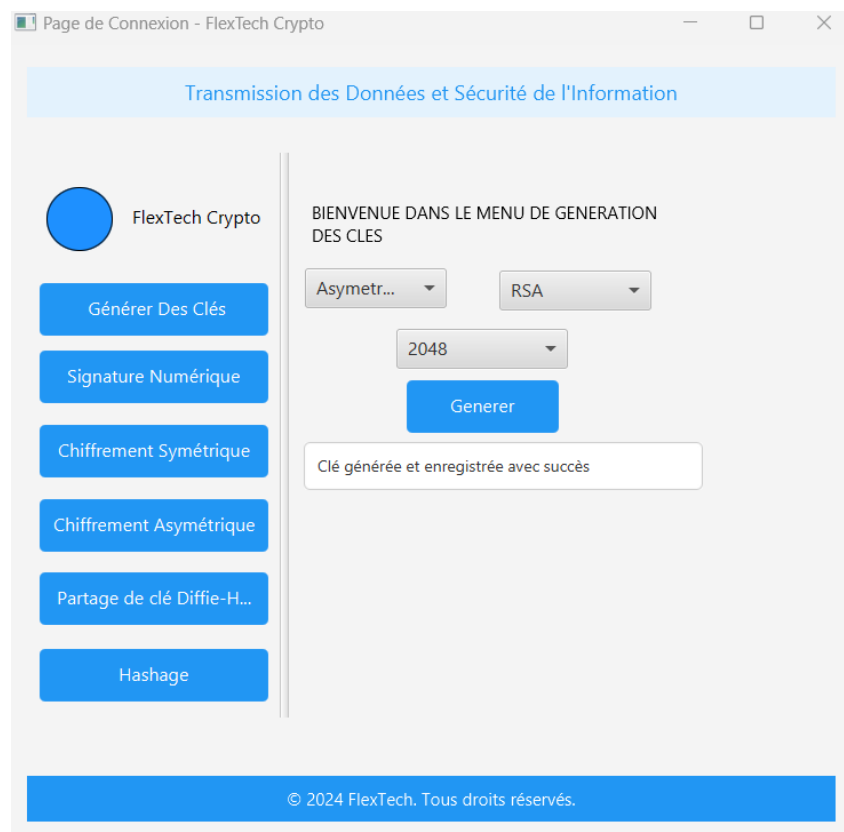 Page de Connexion - FlexTech Crypto
Transmission des Données et Sécurité de l'Information
FlexTech Crypto
Générer Des Clés
Signature Numérique
Chiffrement Symétrique
Chiffrement Asymétrique
Partage de clé Diffie-H...
Hashage
BIENVENUE DANS LE MENU DE GENERATION
DES CLES
Asymetr...
RSA
2048
Generer
Clé générée et enregistrée avec succès
© 2024 FlexTech. Tous droits réservés.